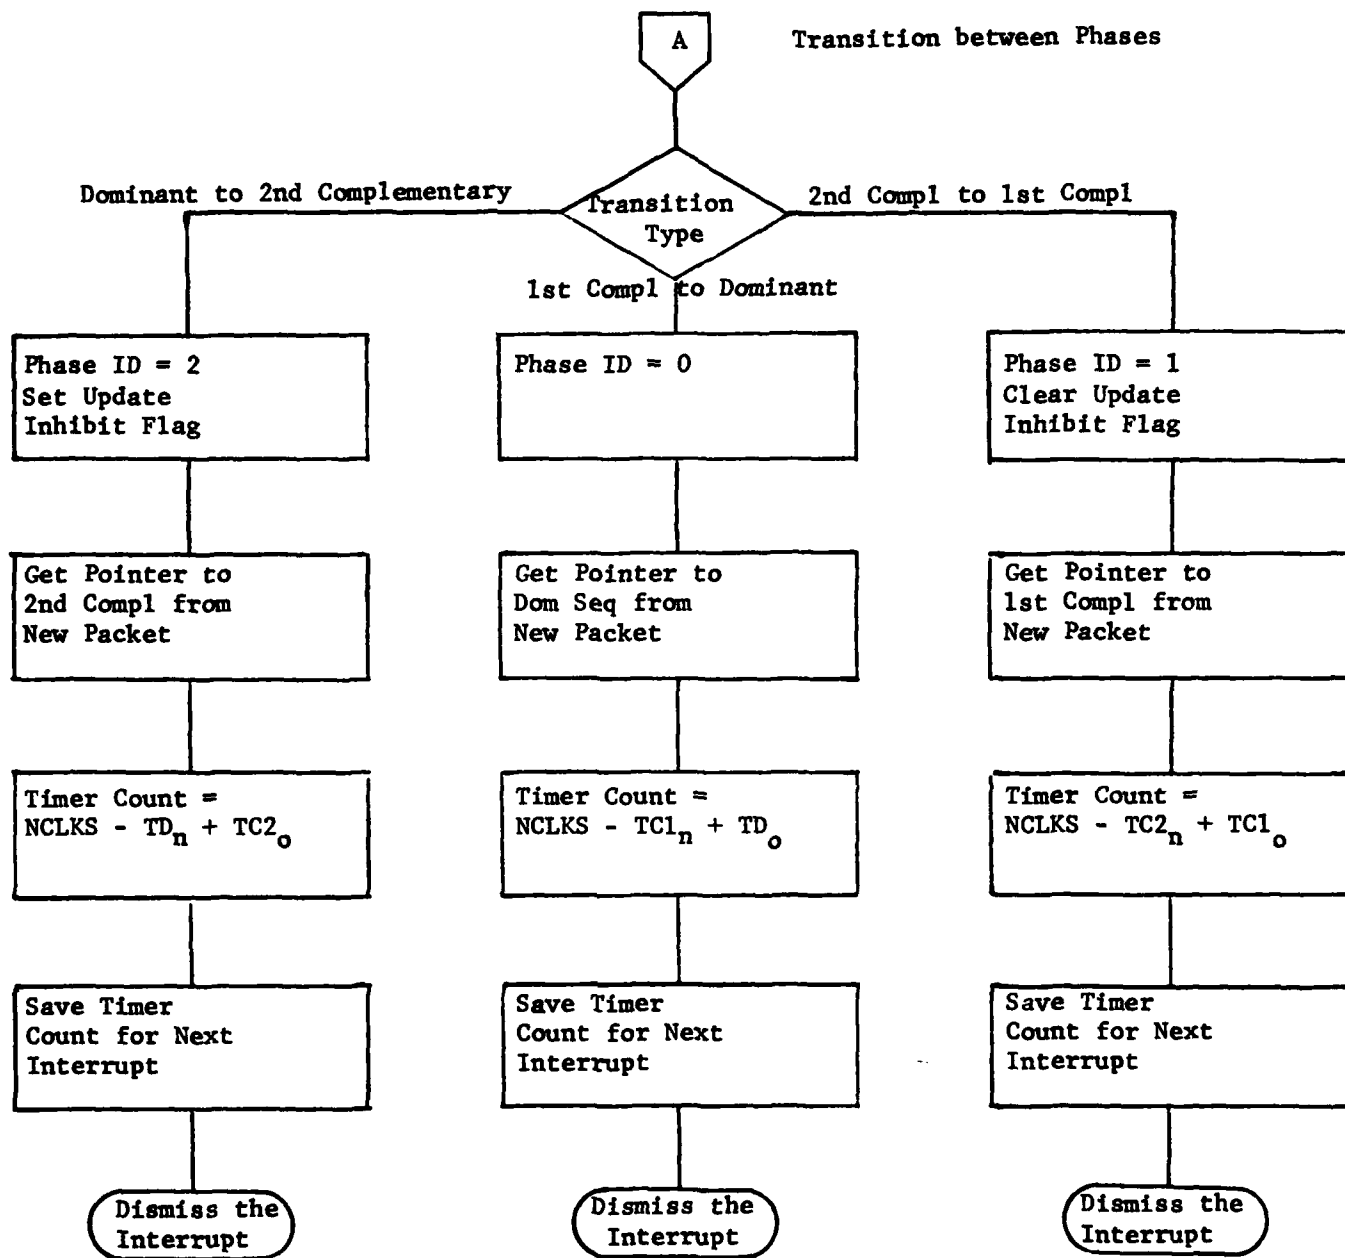 A
Transition between Phases
Dominant to 2nd Complementary
Transition
Type
2nd Compl to 1st Compl
1st Compl to Dominant
Phase ID = 2
Set Update
Inhibit Flag
Phase ID = 0
Phase ID = 1
Clear Update
Inhibit Flag
Get Pointer to
2nd Compl from
New Packet
Get Pointer to
Dom Seq from
New Packet
Get Pointer to
1st Compl from
New Packet
Timer Count =
NCLKS - TDn + TC2o
Timer Count =
NCLKS - TC1n + TDo
Timer Count =
NCLKS - TC2n + TC1o
Save Timer
Count for Next
Interrupt
Save Timer
Count for Next
Interrupt
Save Timer
Count for Next
Interrupt
Dismiss the
Interrupt
Dismiss the
Interrupt
Dismiss the
Interrupt